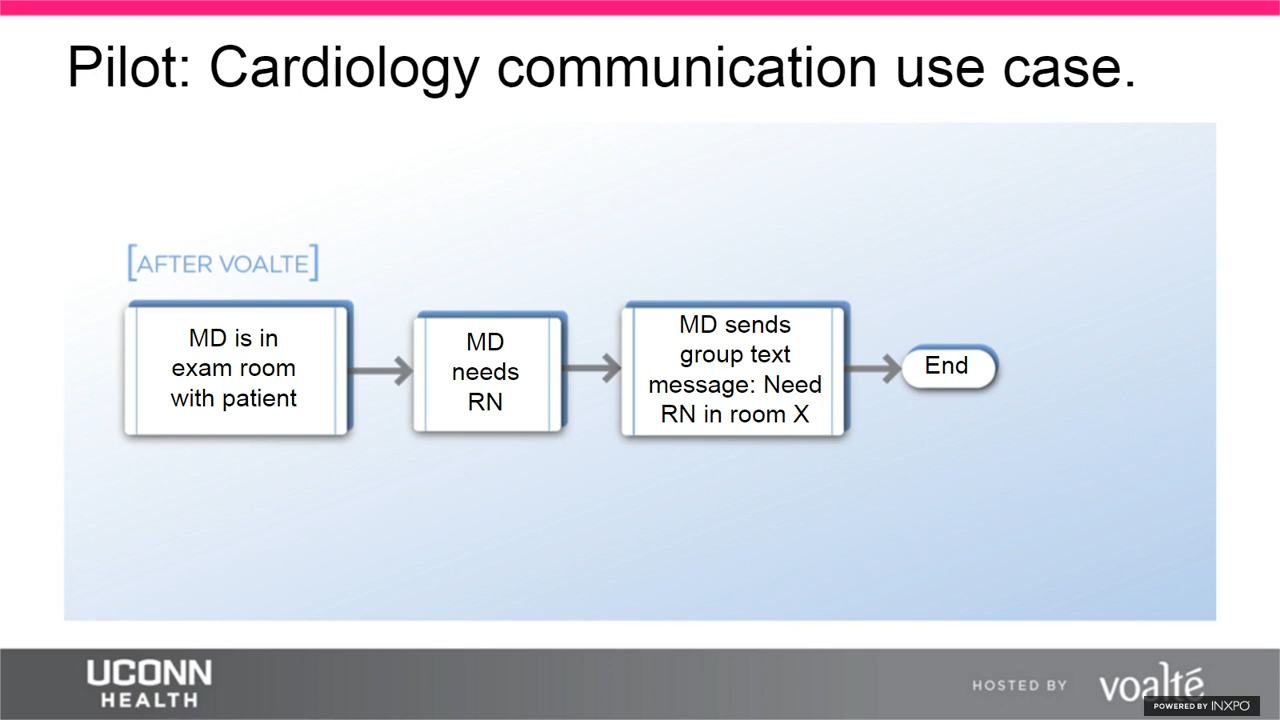 Pilot: Cardiology communication use case.
[AFTER VOALTE]
MD is in
exam room
with patient
MD
needs
RN
MD sends
group text
message: Need
RN in room X
End
UCONN
HEALTH
HOSTED BY
voalté
POWERED BY INXPO